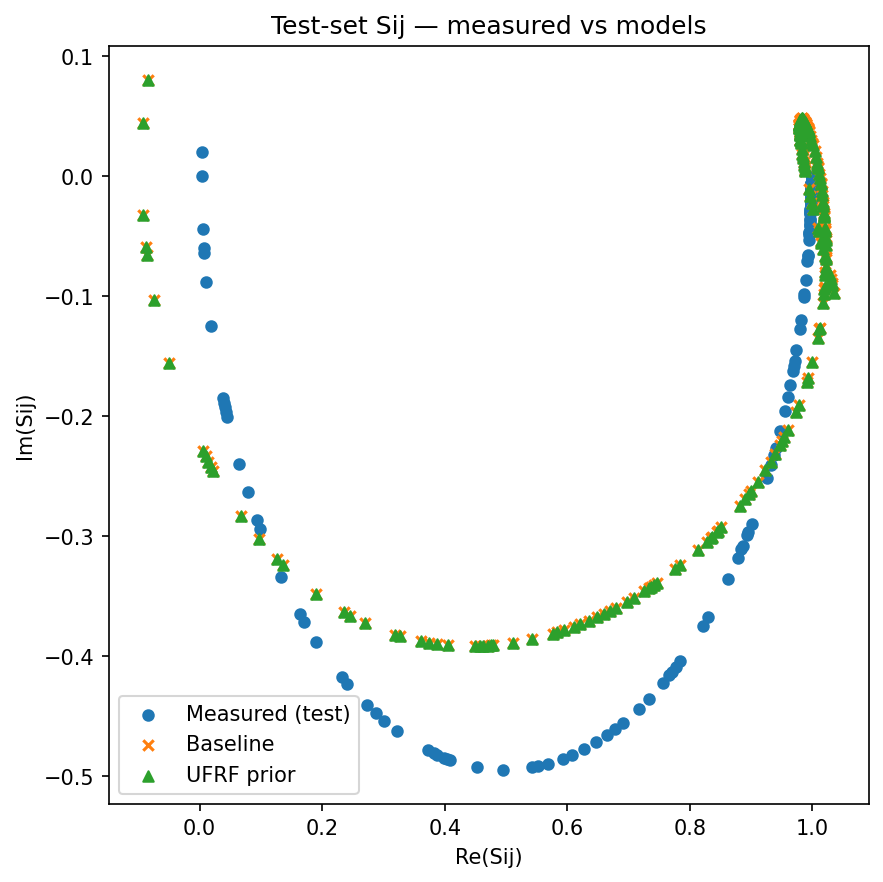 Test-set Sij — measured vs models
0.1
0.0
−0.1
−0.2
−0.3
−0.4
−0.5
Im(Sij)
Measured (test)
Baseline
UFRF prior
0.0 0.2 0.4 0.6 0.8 1.0
Re(Sij)